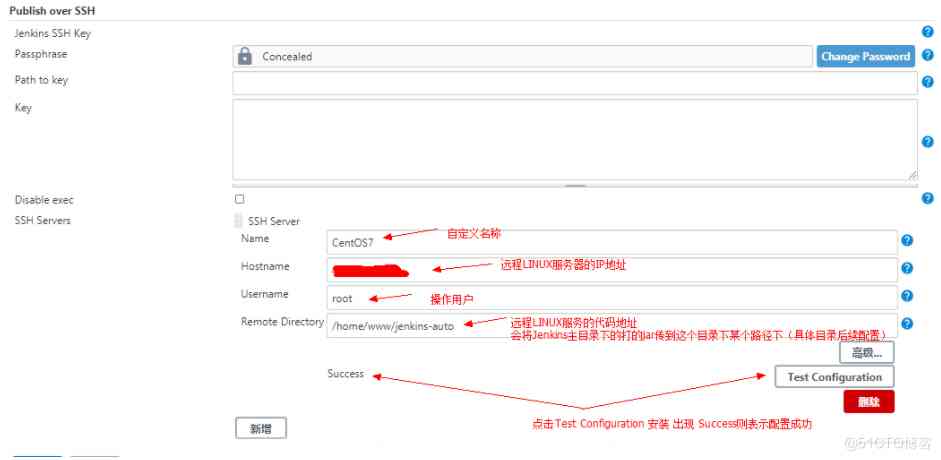 Publish over SSH
Jenkins SSH Key
Passphrase
Concealed
Change Password
Path to key
Key
Disable exec
SSH Servers
SSH Server
Name
CentOS7
自定义名称
Hostname
远程LINUX服务器的IP地址
Username
root
操作用户
Remote Directory
/home/www/jenkins-auto
远程LINUX服务的代码地址
会将Jenkins主目录下的打的jar传到这个目录下某个路径下（具体目录后续配置）
高级...
Success
Test Configuration
删除
点击Test Configuration 安装 出现 Success则表示配置成功
新增
@51CTO博客